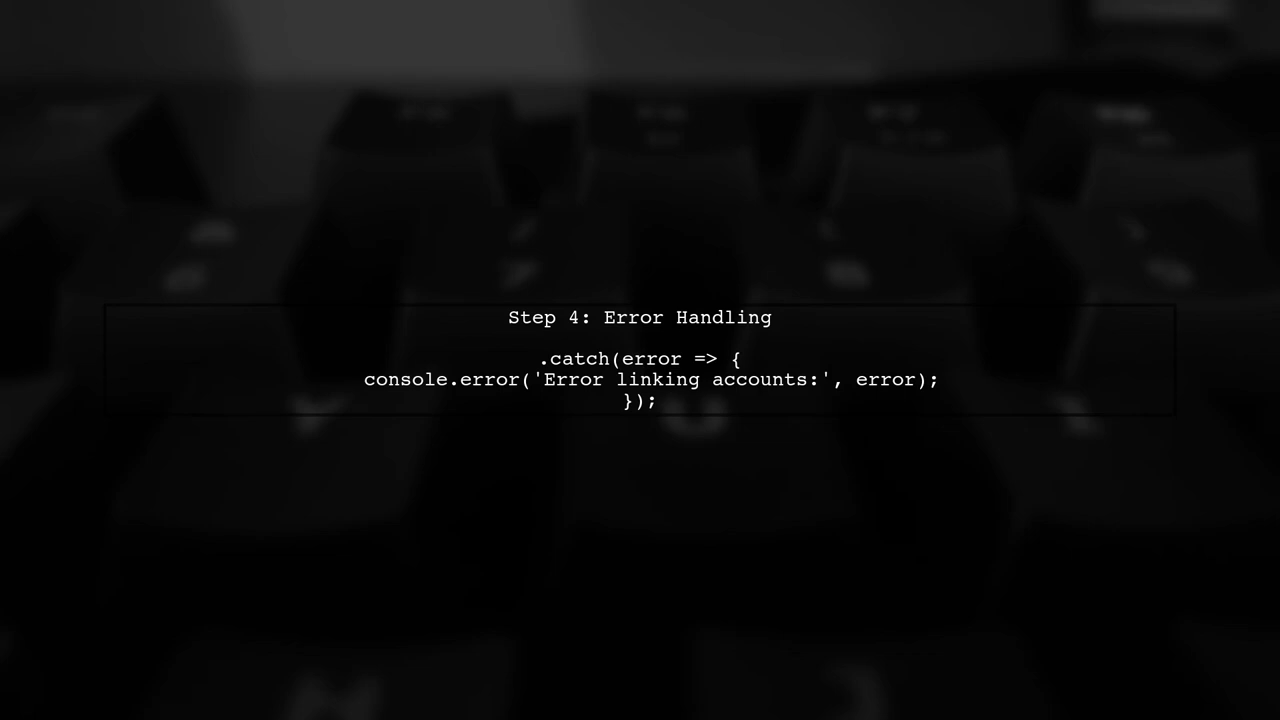 Step 4: Error Handling
.catch(error => {
console.error('Error linking accounts:', error);
});